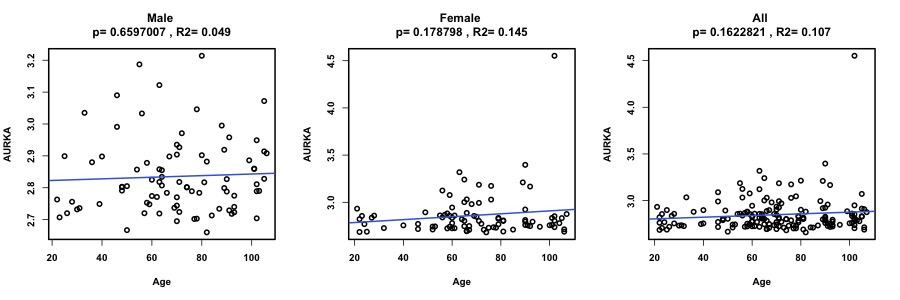 Male
p= 0.6597007 , R2= 0.049
AURKA
3.2
3.1
3.0
2.9
2.8
2.7
20 40 60 80 100
Age
Female
p= 0.178798 , R2= 0.145
AURKA
4.5
4.0
3.5
3.0
20 40 60 80 100
Age
All
p= 0.1622821 , R2= 0.107
AURKA
4.5
4.0
3.5
3.0
20 40 60 80 100
Age